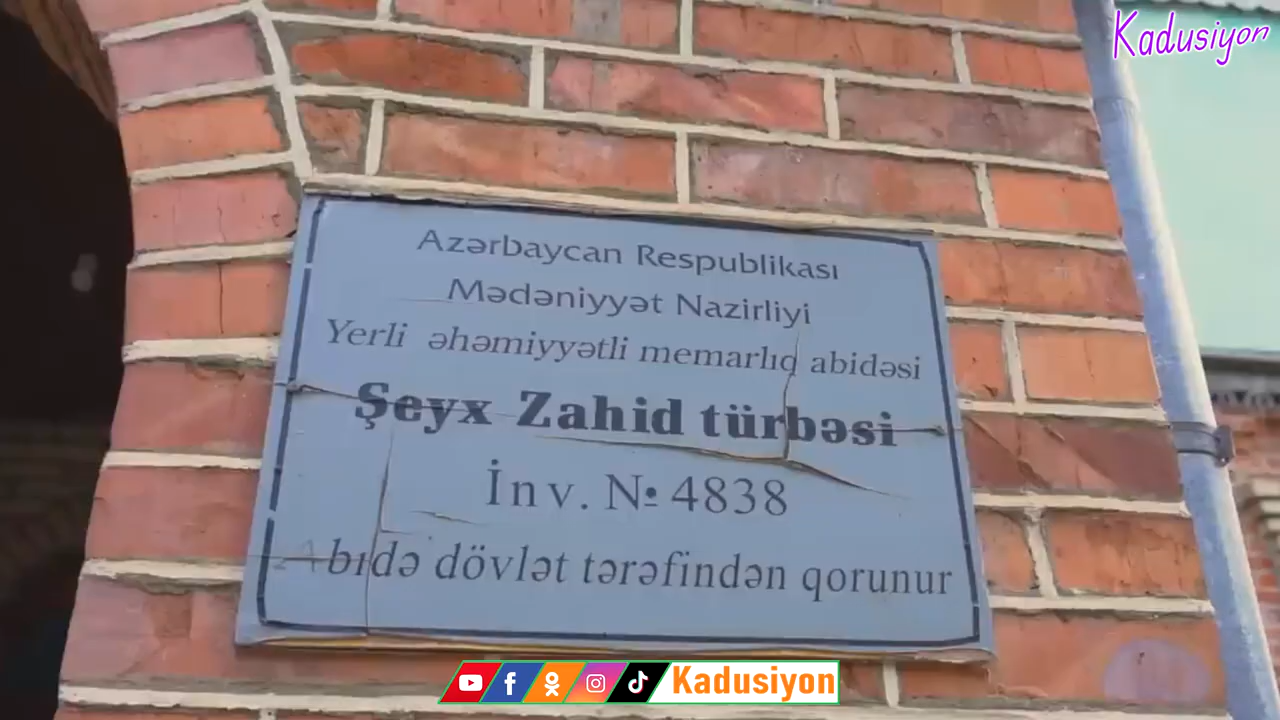 Kadusiyon
Azərbaycan Respublikası
Mədəniyyət Nazirliyi
Yerli əhəmiyyətli memarlıq abidəsi
Şeyx Zahid türbəsi
İnv. № 4838
Abidə dövlət tərəfindən qorunur
Kadusiyon